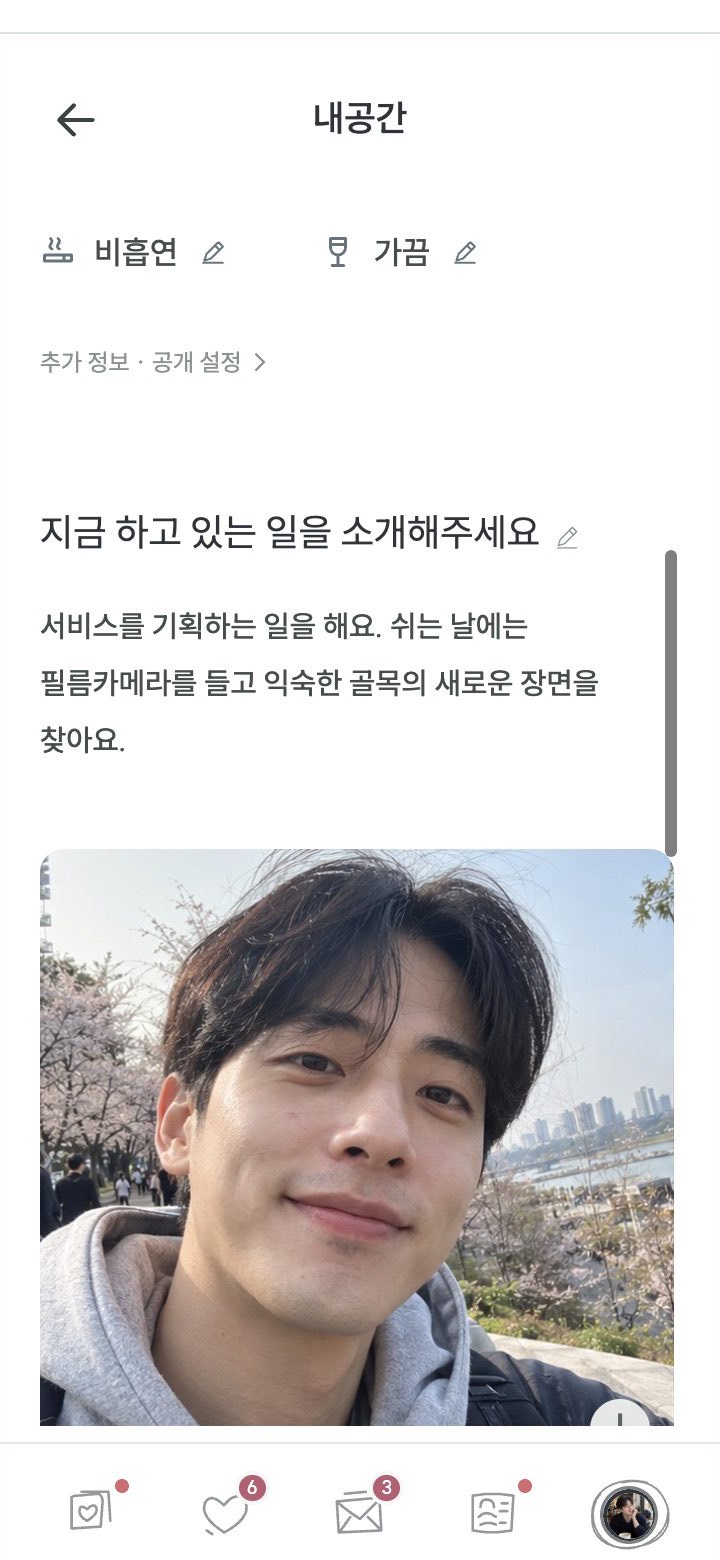 내공간
비흡연
가끔
추가 정보 · 공개 설정
지금 하고 있는 일을 소개해주세요
서비스를 기획하는 일을 해요. 쉬는 날에는
필름카메라를 들고 익숙한 골목의 새로운 장면을
찾아요.
6
3